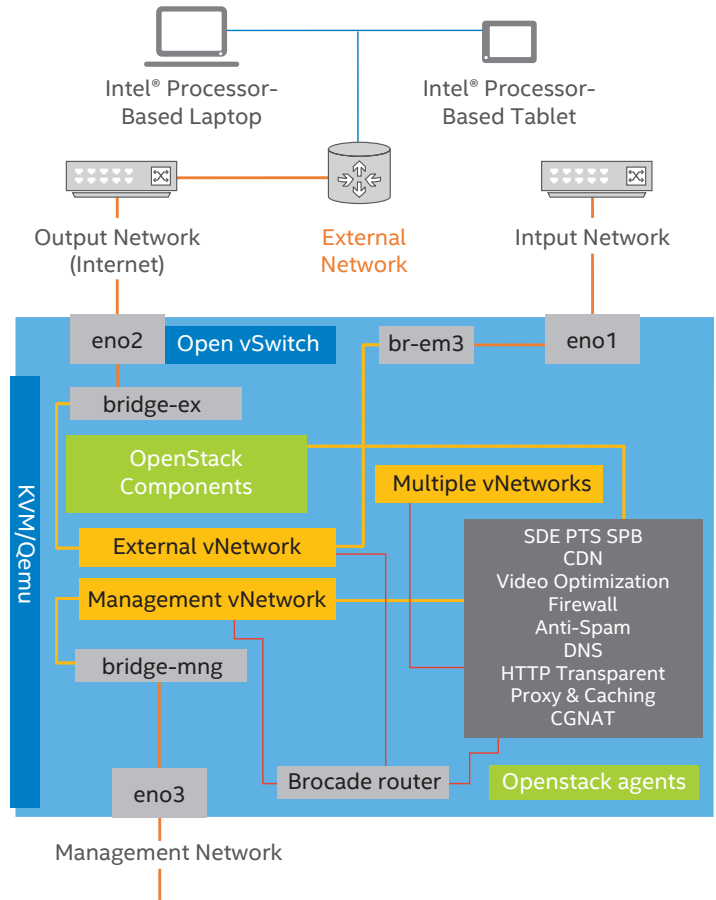 Intel® Processor-
Based Laptop
Intel® Processor-
Based Tablet
Output Network
(Internet)
External
Network
Intput Network
eno2
Open vSwitch
br-em3
eno1
bridge-ex
OpenStack
Components
Multiple vNetworks
KVM/Qemu
External vNetwork
Management vNetwork
SDE PTS SPB
CDN
Video Optimization
Firewall
Anti-Spam
DNS
HTTP Transparent
Proxy & Caching
CGNAT
bridge-mng
eno3
Brocade router
Openstack agents
Management Network